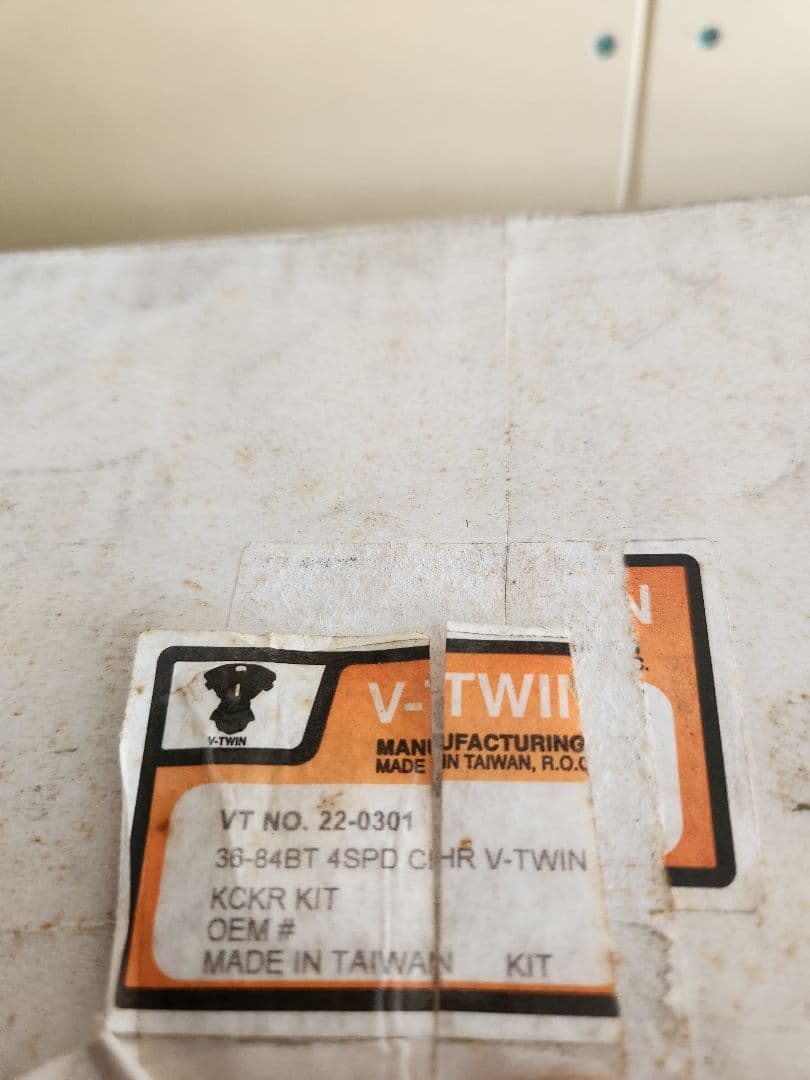 V-TWIN
V-TWIN
MANUFACTURING
MADE IN TAIWAN, R.O.C
VT NO. 22-0301
36-84BT 4SPD CHR V-TWIN
KCKR KIT
OEM #
MADE IN TAIWAN KIT
N